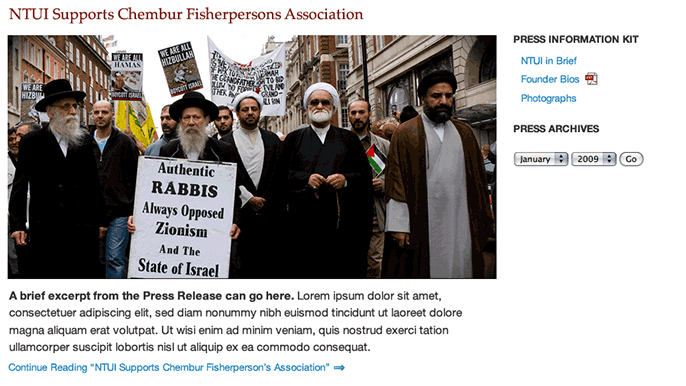 NTUI Supports Chembur Fisherpersons Association
WE ARE ALL
HAMAS
BOYCOTT ISRAEL
WE ARE ALL
HIZBULLAH
BOYCOTT ISRAEL
WE ARE
HIZB
Authentic
RABBIS
Always Opposed
Zionism
And The
State of Israel
A brief excerpt from the Press Release can go here. Lorem ipsum dolor sit amet,
consectetuer adipiscing elit, sed diam nonummy nibh euismod tincidunt ut laoreet dolore
magna aliquam erat volutpat. Ut wisi enim ad minim veniam, quis nostrud exerci tation
ullamcorper suscipit lobortis nisl ut aliquip ex ea commodo consequat.
Continue Reading “NTUI Supports Chembur Fisherperson’s Association” ⇒
PRESS INFORMATION KIT
NTUI in Brief
Founder Bios
Photographs
PRESS ARCHIVES
January 2009 Go